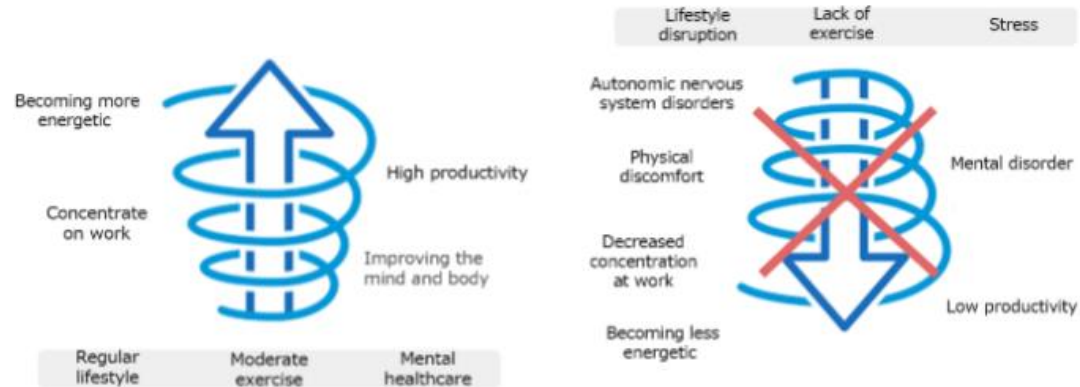 Becoming more
energetic
High productivity
Concentrate
on work
Improving the
mind and body
Regular
lifestyle
Moderate
exercise
Mental
healthcare
Lifestyle
disruption
Lack of
exercise
Stress
Autonomic nervous
system disorders
Physical
discomfort
Mental disorder
Decreased
concentration
at work
Low productivity
Becoming less
energetic